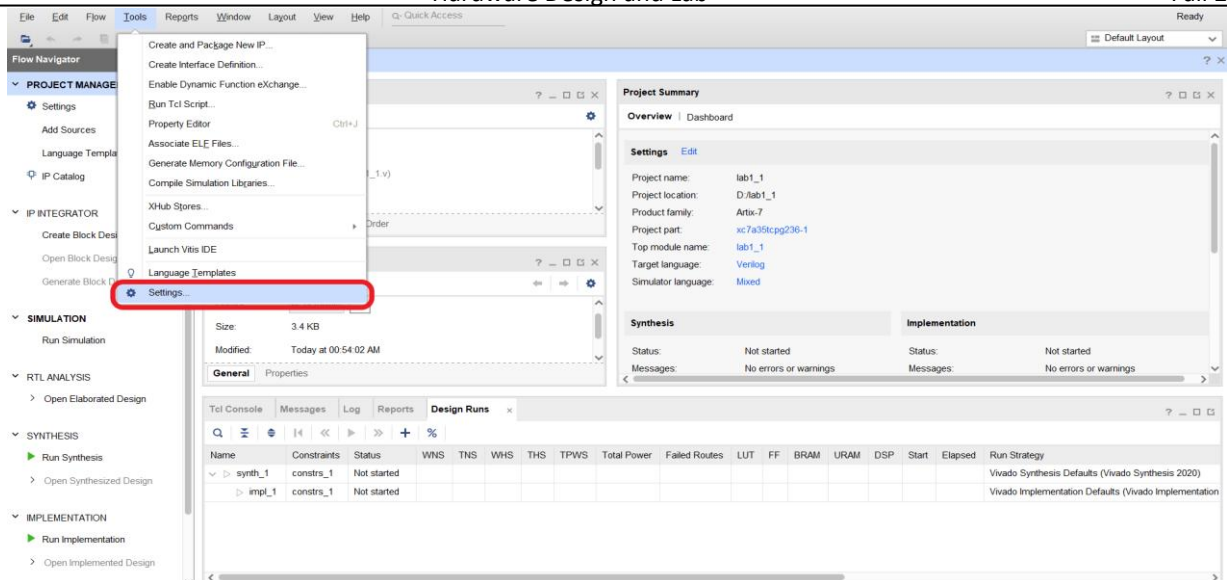 Hardware Design and Lab
File Edit Flow Tools Reports Window Layout View Help Q- Quick Access Ready
Default Layout
Flow Navigator ? ×
PROJECT MANAGE
Settings
Add Sources
Language Templa
IP Catalog
IP INTEGRATOR
Create Block Desi
Open Block Desig
Generate Block D
SIMULATION
Run Simulation
RTL ANALYSIS
Open Elaborated Design
SYNTHESIS
Run Synthesis
Open Synthesized Design
IMPLEMENTATION
Run Implementation
Open Implemented Design
Create and Package New IP...
Create Interface Definition...
Enable Dynamic Function eXchange...
Run Tcl Script...
Property Editor Ctrl+J
Associate ELF Files...
Generate Memory Configuration File...
Compile Simulation Libraries...
XHub Stores...
Custom Commands
Launch Vitis IDE
Language Templates
Settings...
1_1.v)
Order
Size: 3.4 KB
Modified: Today at 00:54:02 AM
General Properties
Project Summary
Overview | Dashboard
Settings Edit
Project name: lab1_1
Project location: D:/lab1_1
Product family: Artix-7
Project part: xc7a35tcpg236-1
Top module name: lab1_1
Target language: Verilog
Simulator language: Mixed
Synthesis Implementation
Status: Not started Status: Not started
Messages: No errors or warnings Messages: No errors or warnings
Tcl Console Messages Log Reports Design Runs ×
Name Constraints Status WNS TNS WHS THS TPWS Total Power Failed Routes LUT FF BRAM URAM DSP Start Elapsed Run Strategy
synth_1 constrs_1 Not started Vivado Synthesis Defaults (Vivado Synthesis 2020)
impl_1 constrs_1 Not started Vivado Implementation Defaults (Vivado Implementation